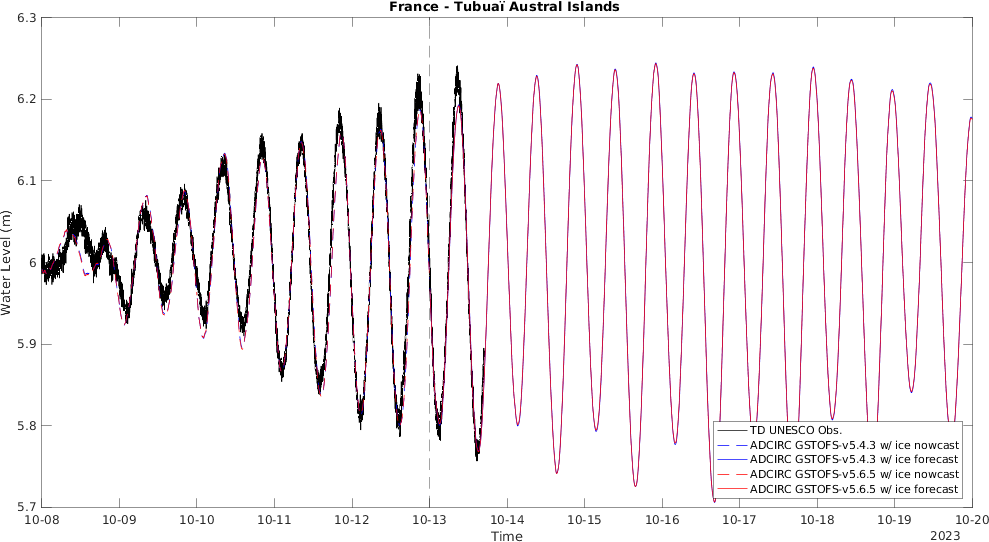 France - Tubuaï Austral Islands
6.3
6.2
6.1
6
5.9
5.8
5.7
Water Level (m)
TD UNESCO Obs.
ADCIRC GSTOFS-v5.4.3 w/ ice nowcast
ADCIRC GSTOFS-v5.4.3 w/ ice forecast
ADCIRC GSTOFS-v5.6.5 w/ ice nowcast
ADCIRC GSTOFS-v5.6.5 w/ ice forecast
10-08 10-09 10-10 10-11 10-12 10-13 10-14 10-15 10-16 10-17 10-18 10-19 10-20
Time
2023